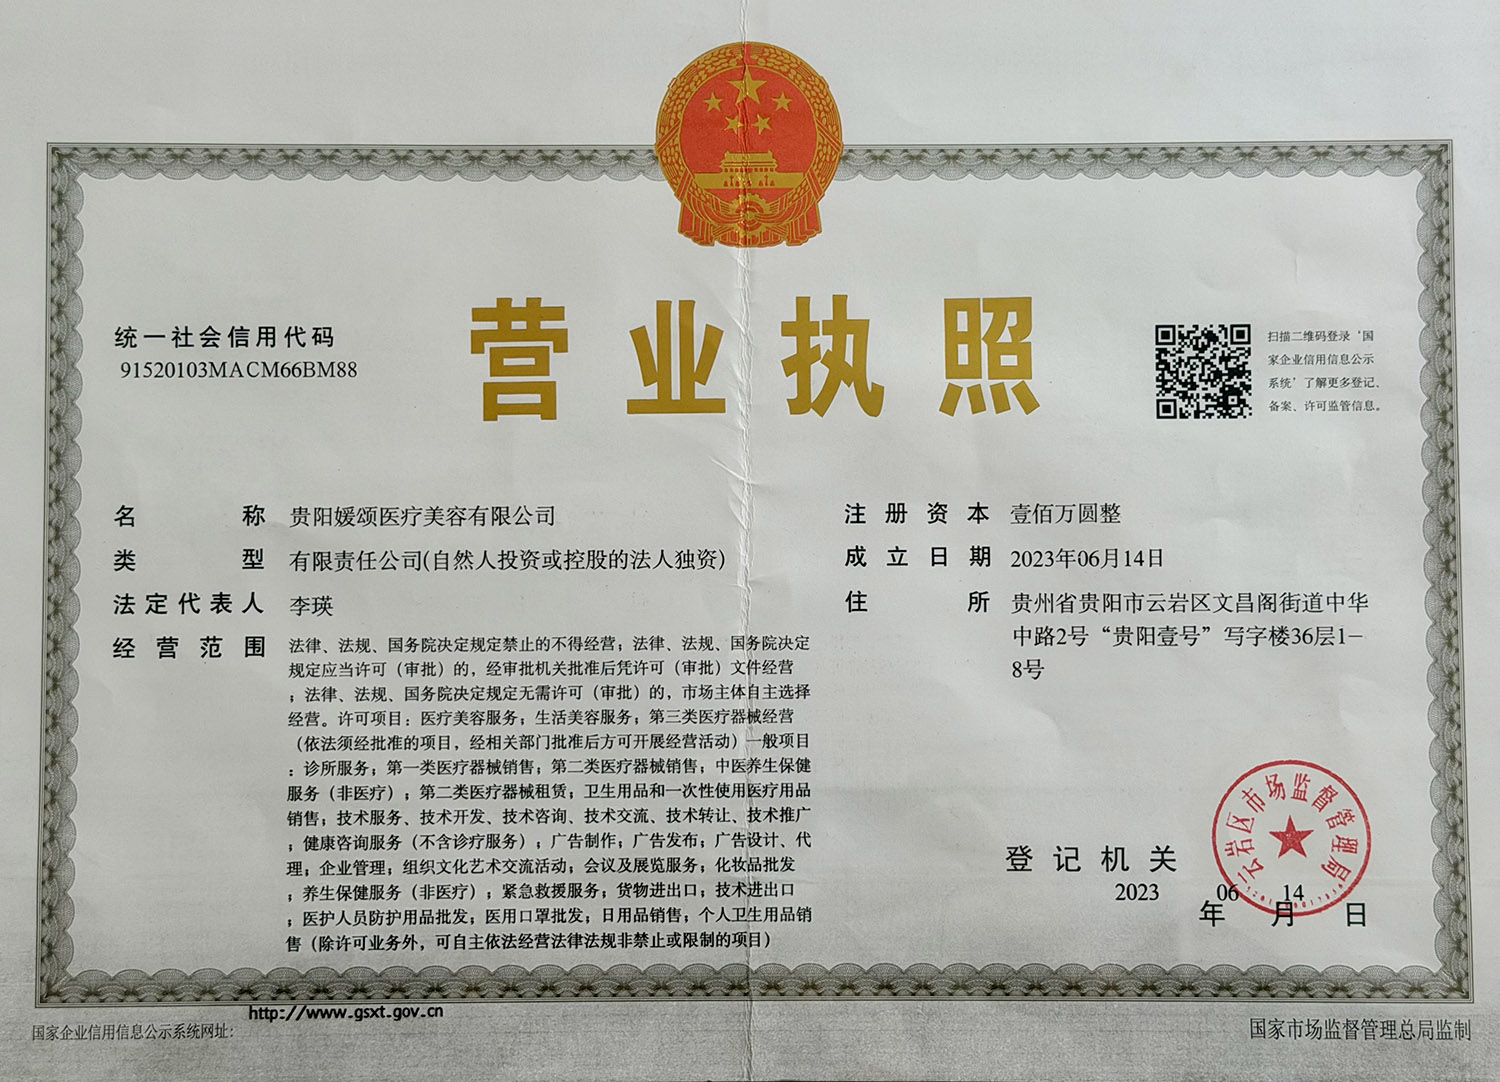 营业执照
统一社会信用代码
91520103MACM66BM88
扫描二维码登录‘国
家企业信用信息公示
系统’了解更多登记、
备案、许可监管信息。
名称 贵阳媛颂医疗美容有限公司
类型 有限责任公司(自然人投资或控股的法人独资)
法定代表人 李瑛
经营范围 法律、法规、国务院决定规定禁止的不得经营；法律、法规、国务院决定
规定应当许可（审批）的，经审批机关批准后凭许可（审批）文件经营
；法律、法规、国务院决定规定无需许可（审批）的，市场主体自主选择
经营。许可项目：医疗美容服务；生活美容服务；第三类医疗器械经营
（依法须经批准的项目，经相关部门批准后方可开展经营活动）一般项目
：诊所服务；第一类医疗器械销售；第二类医疗器械销售；中医养生保健
服务（非医疗）；第二类医疗器械租赁；卫生用品和一次性使用医疗用品
销售；技术服务、技术开发、技术咨询、技术交流、技术转让、技术推广
；健康咨询服务（不含诊疗服务）；广告制作；广告发布；广告设计、代
理；企业管理；组织文化艺术交流活动；会议及展览服务；化妆品批发
；养生保健服务（非医疗）；紧急救援服务；货物进出口；技术进出口
；医护人员防护用品批发；医用口罩批发；日用品销售；个人卫生用品销
售（除许可业务外，可自主依法经营法律法规非禁止或限制的项目）
注册资本 壹佰万圆整
成立日期 2023年06月14日
住所 贵州省贵阳市云岩区文昌阁街道中华
中路2号“贵阳壹号”写字楼36层1-
8号
登记机关
云岩区市场监督管理局
2023年06月14日
国家企业信用信息公示系统网址：http://www.gsxt.gov.cn
国家市场监督管理总局监制